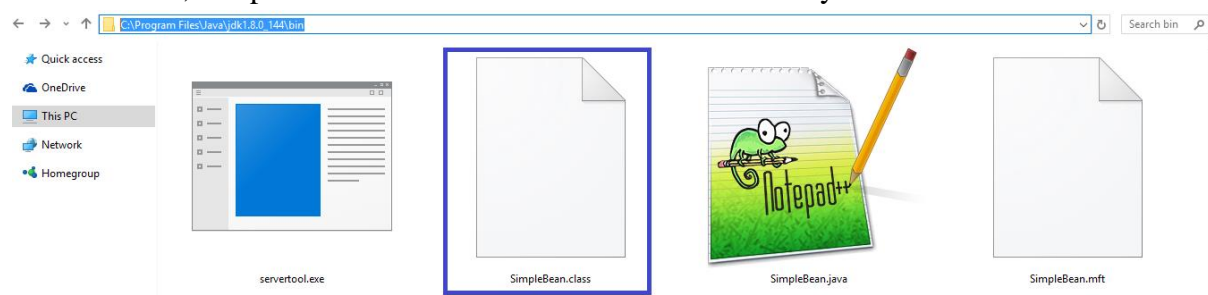 C:\Program Files\Java\jdk1.8.0_144\bin
Search bin
Quick access
OneDrive
This PC
Network
Homegroup
Notepad++
servertool.exe
SimpleBean.class
SimpleBean.java
SimpleBean.mft